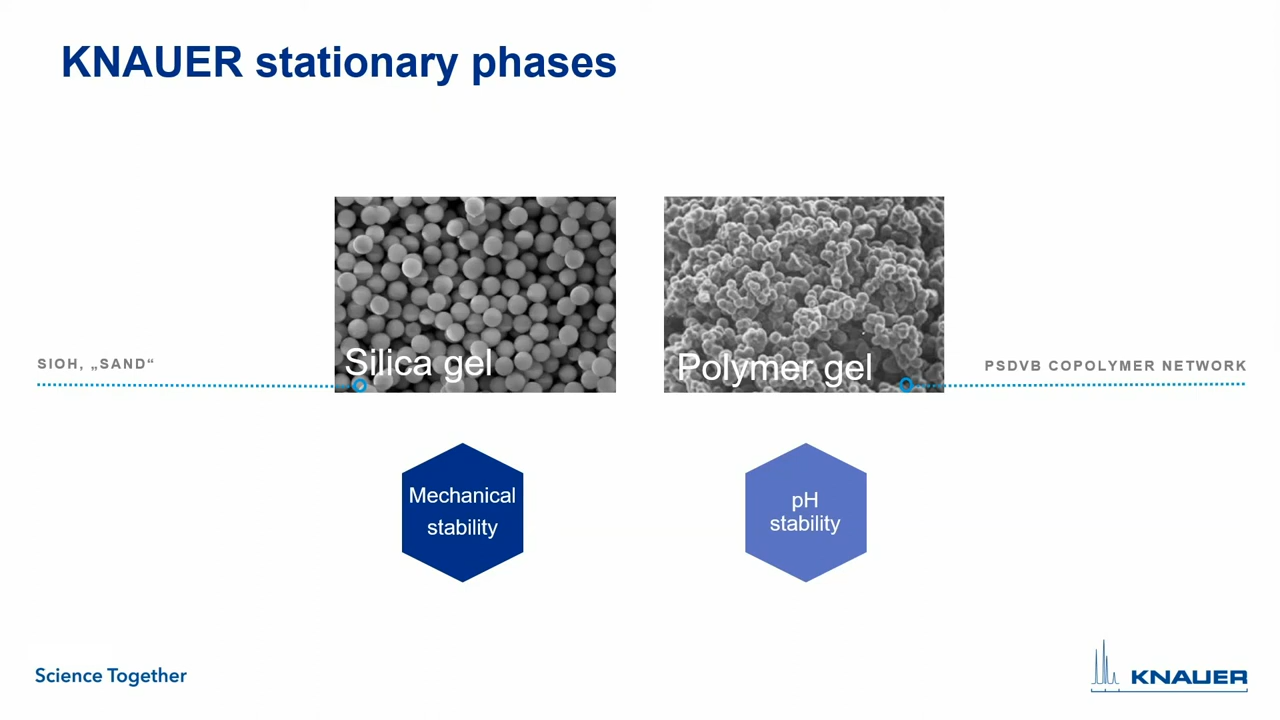 KNAUER stationary phases
SIOH, „SAND“
Silica gel
Polymer gel
PSDVB COPOLYMER NETWORK
Mechanical
stability
pH
stability
Science Together
KNAUER